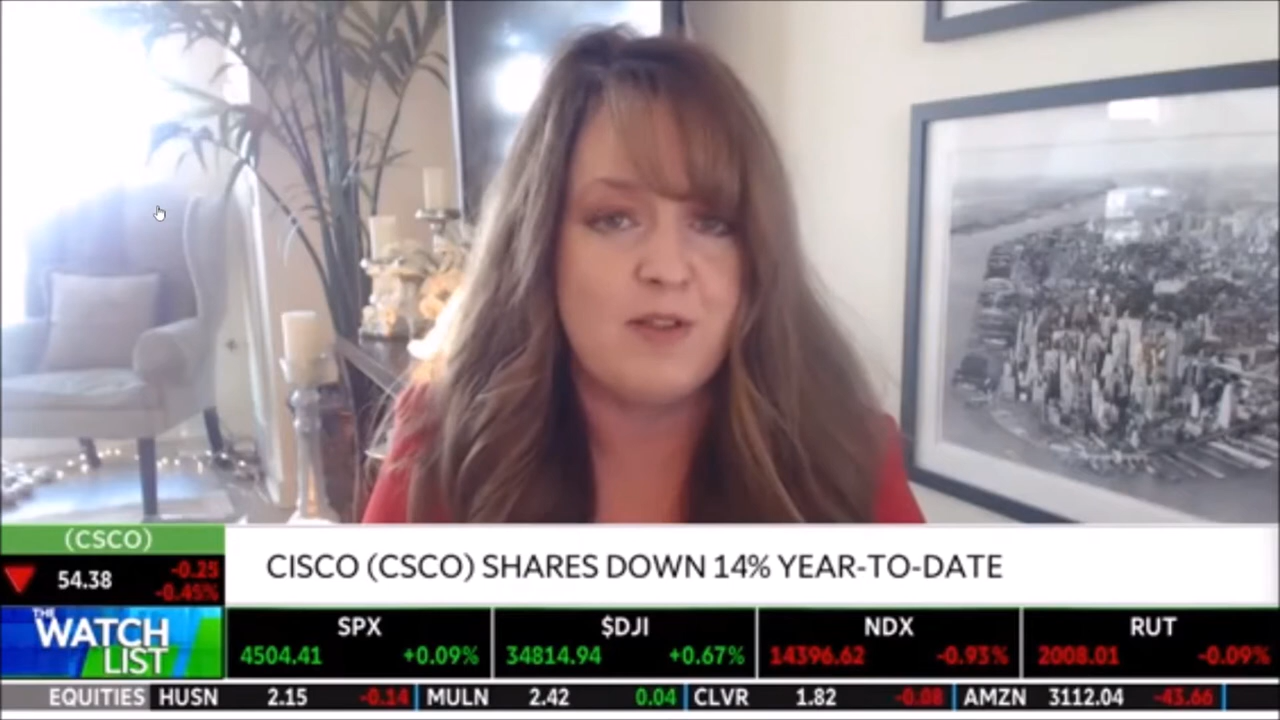 (CSCO)
54.38 -0.25 -0.45%
CISCO (CSCO) SHARES DOWN 14% YEAR-TO-DATE
THE
WATCH
LIST
SPX
4504.41 +0.09%
$DJI
34814.94 +0.67%
NDX
14396.62 -0.93%
RUT
2008.01 -0.09%
EQUITIES HUSN 2.15 -0.14 MULN 2.42 0.04 CLVR 1.82 -0.08 AMZN 3112.04 -43.66